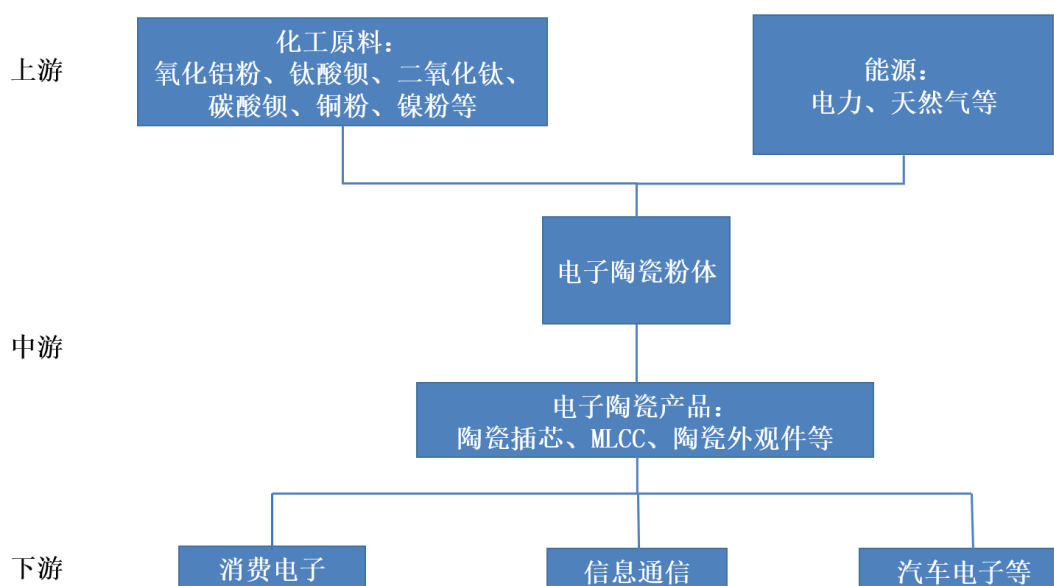 上游
化工原料：
氧化铝粉、钛酸钡、二氧化钛、
碳酸钡、铜粉、镍粉等
能源：
电力、天然气等
电子陶瓷粉体
中游
电子陶瓷产品：
陶瓷插芯、MLCC、陶瓷外观件等
下游
消费电子
信息通信
汽车电子等